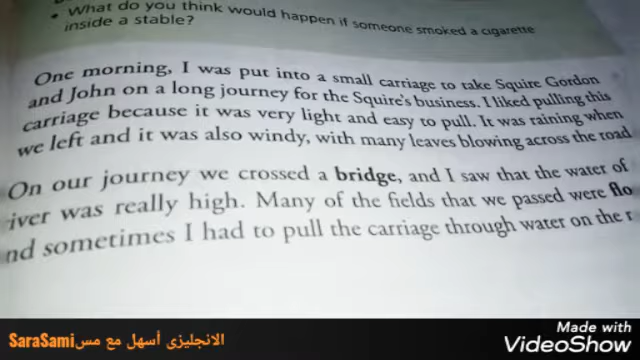 • What do you think would happen if someone smoked a cigarette
inside a stable?
One morning, I was put into a small carriage to take Squire Gordon
and John on a long journey for the Squire's business. I liked pulling this
carriage because it was very light and easy to pull. It was raining when
we left and it was also windy, with many leaves blowing across the road
On our journey we crossed a bridge, and I saw that the water of
iver was really high. Many of the fields that we passed were flo
nd sometimes I had to pull the carriage through water on the r
الانجليزى أسهل مع مس SaraSami
Made with
VideoShow